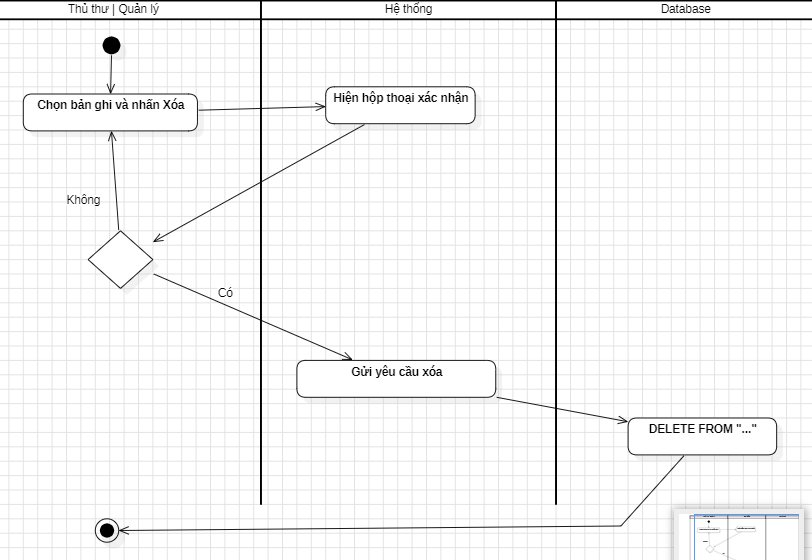 Thủ thư | Quản lý
Hệ thống
Database
Chọn bản ghi và nhấn Xóa
Hiện hộp thoại xác nhận
Không
Có
Gửi yêu cầu xóa
DELETE FROM "..."